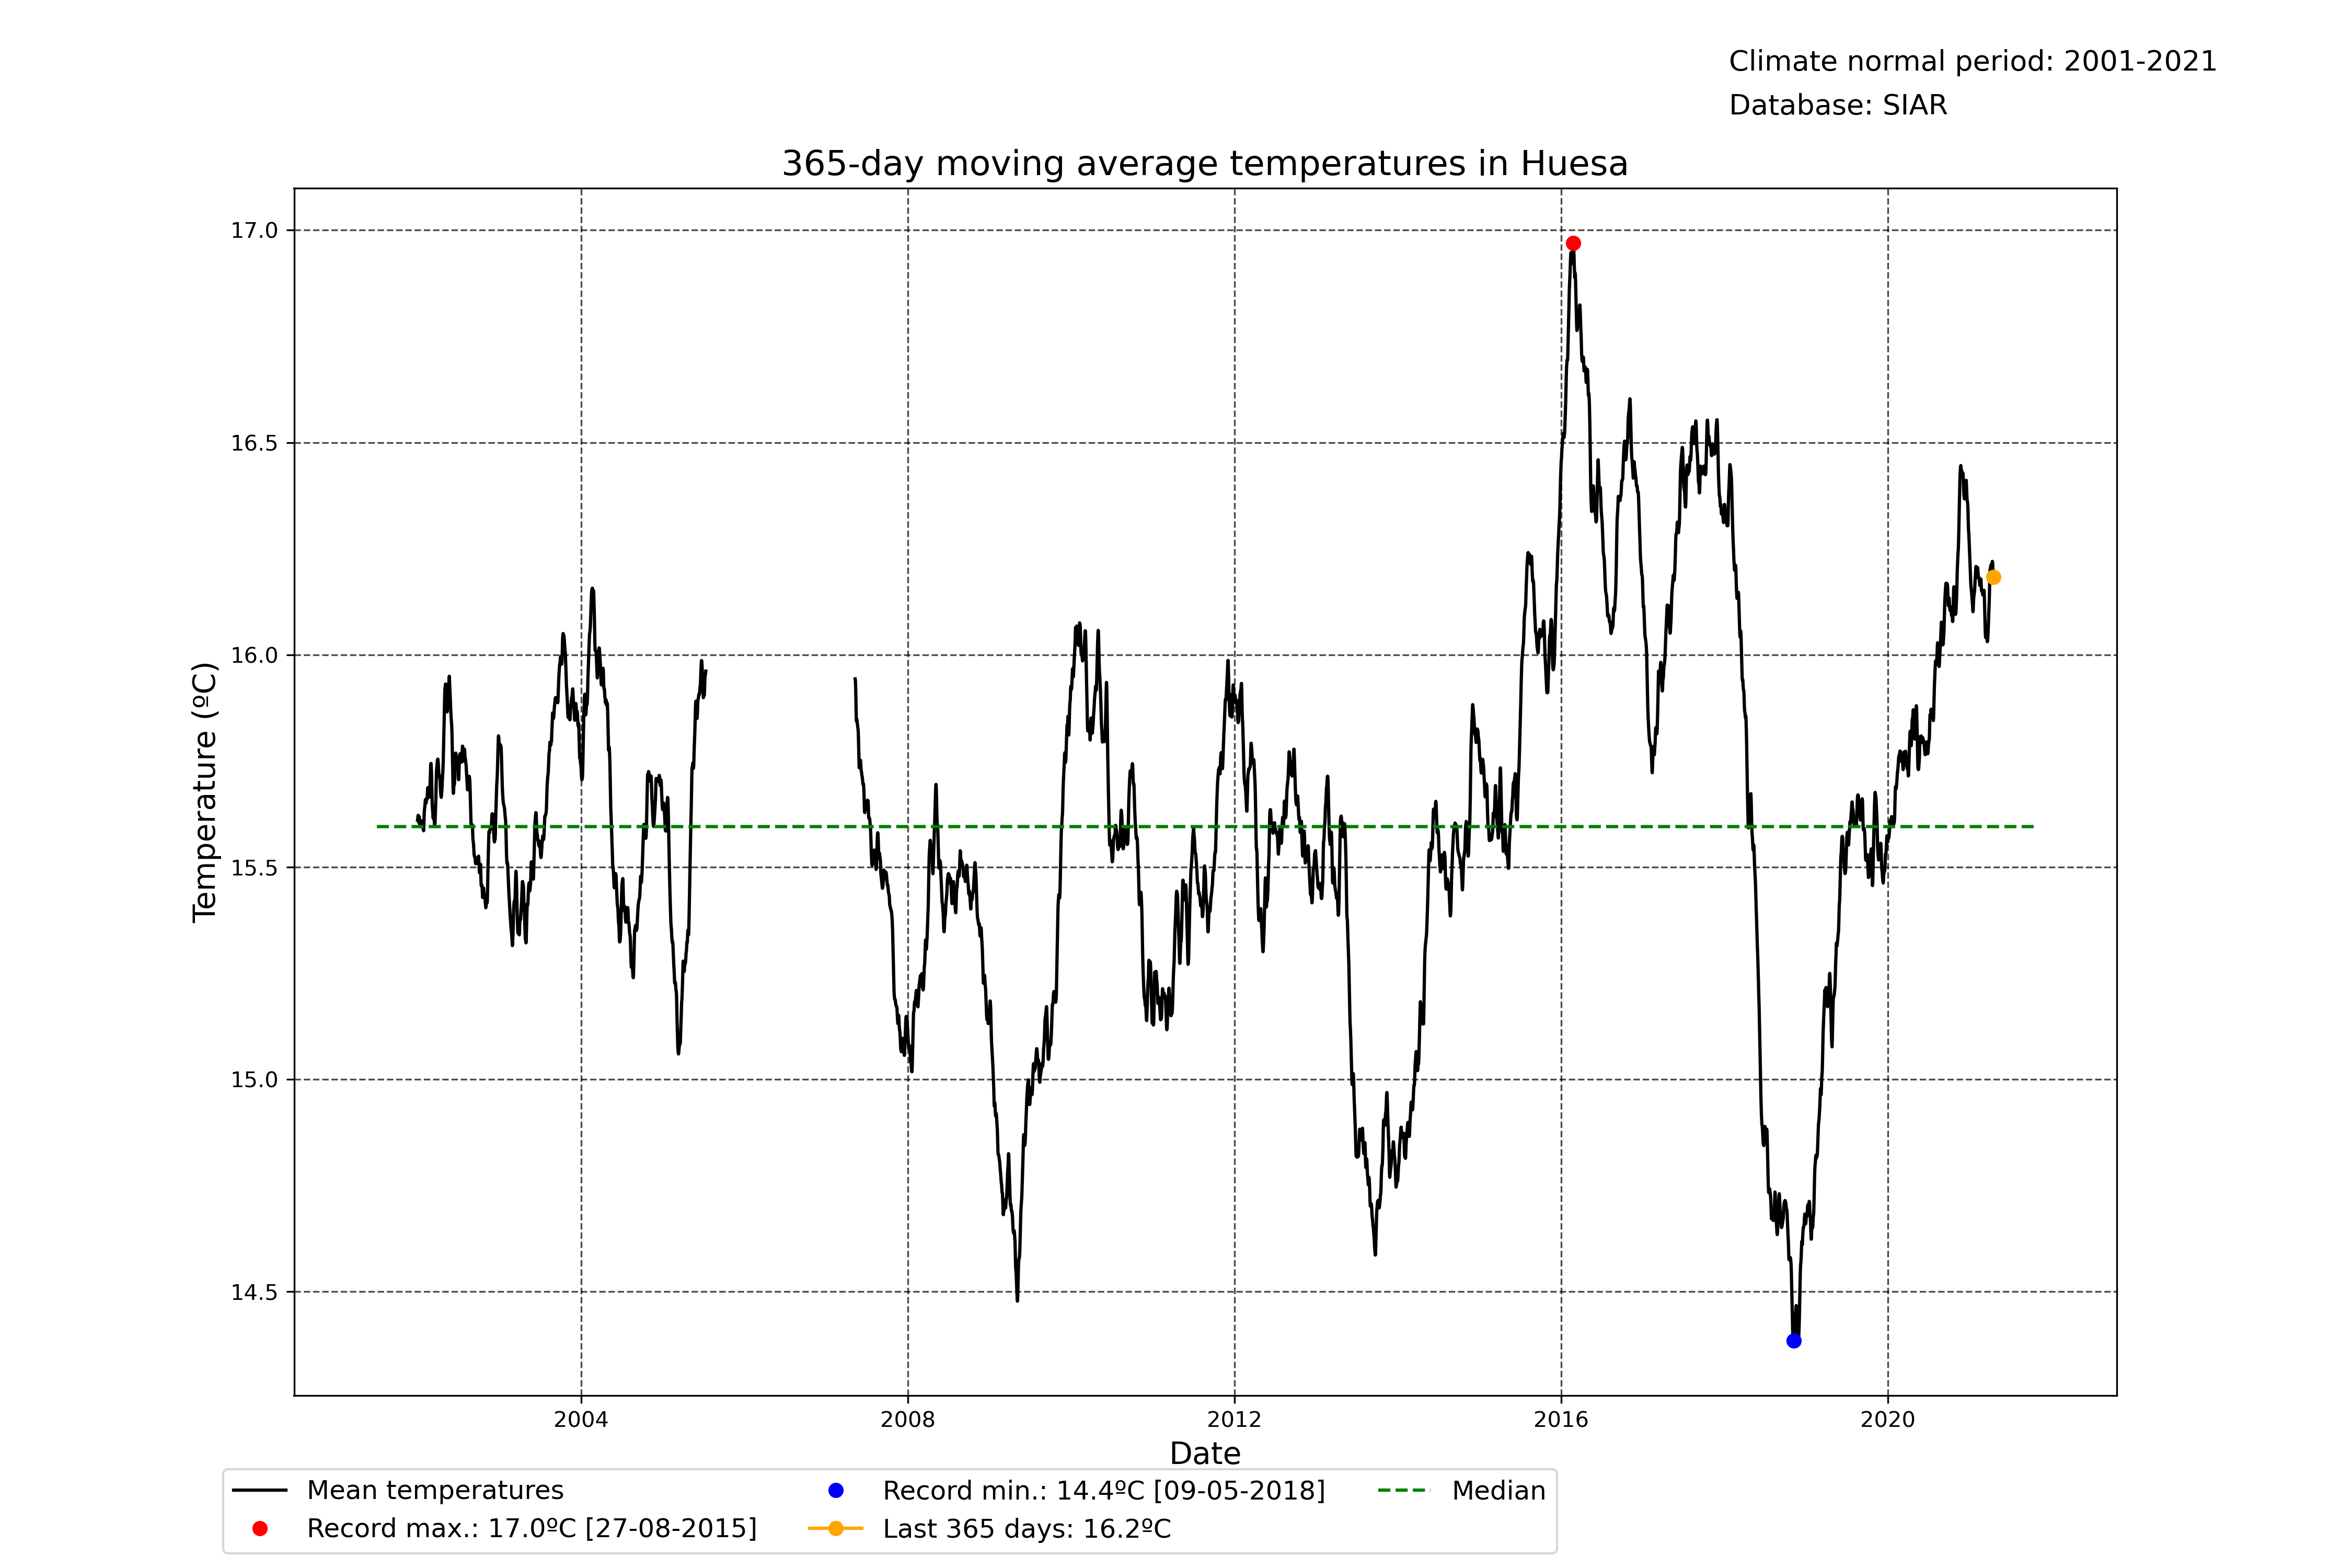 Climate normal period: 2001-2021
Database: SIAR
365-day moving average temperatures in Huesa
17.0
16.5
16.0
15.5
15.0
14.5
Temperature (ºC)
2004
2008
2012
2016
2020
Date
Mean temperatures
Record max.: 17.0ºC [27-08-2015]
Record min.: 14.4ºC [09-05-2018]
Last 365 days: 16.2ºC
Median